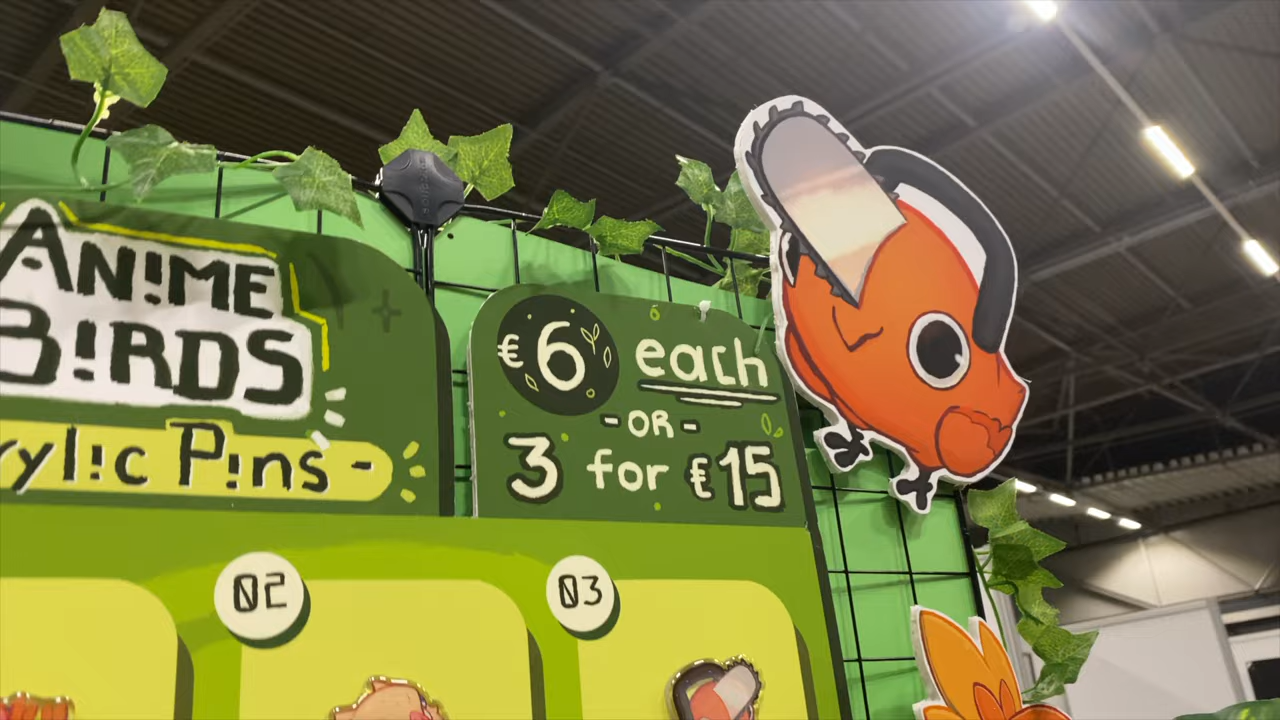 AN!ME
B!RDS
ryl!c P!ns -
€6 each
- OR -
3 for €15
02
03